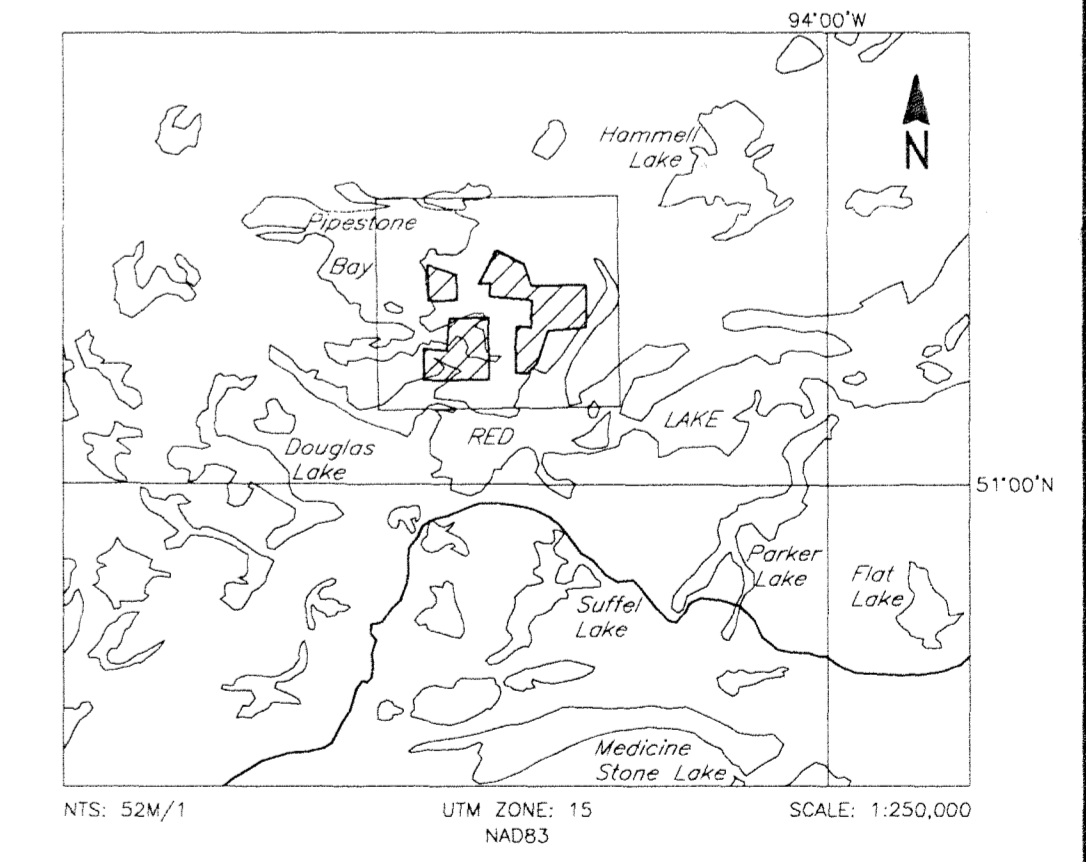 94°00'W
N
Hammell
Lake
Pipestone
Bay
RED
LAKE
Douglas
Lake
51°00'N
Parker
Lake
Flat
Lake
Suffel
Lake
Medicine
Stone Lake
NTS: 52M/1
UTM ZONE: 15
SCALE: 1:250,000
NAD83